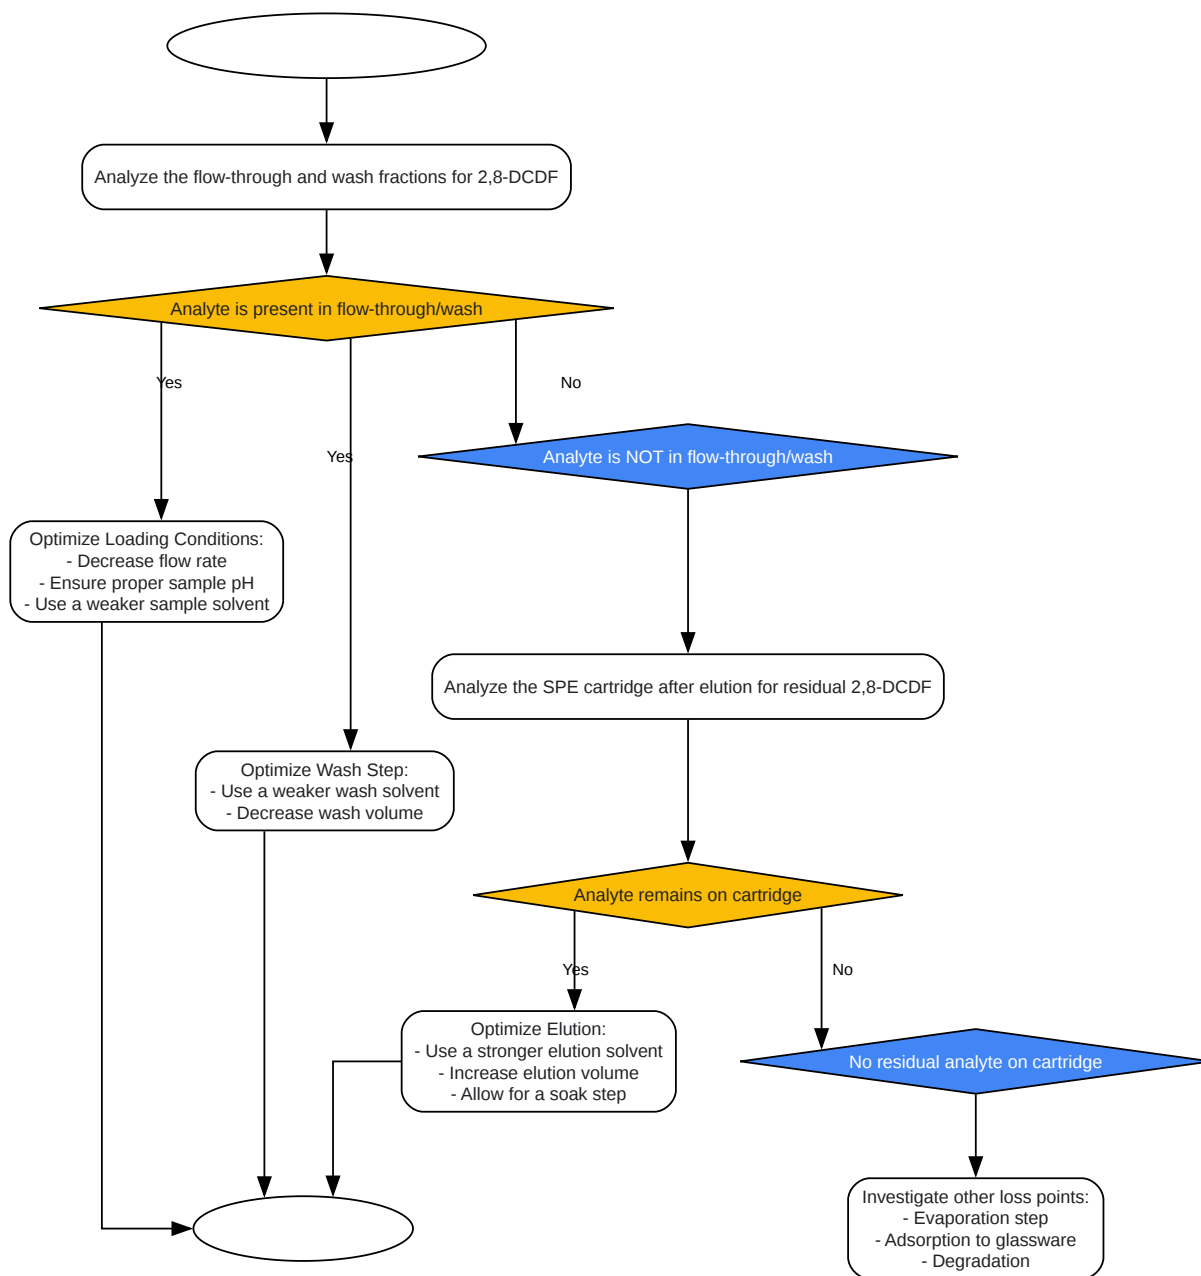 Analyze the flow-through and wash fractions for 2,8-DCDF
Analyte is present in flow-through/wash
Yes
No
Yes
Analyte is NOT in flow-through/wash
Optimize Loading Conditions:
- Decrease flow rate
- Ensure proper sample pH
- Use a weaker sample solvent
Analyze the SPE cartridge after elution for residual 2,8-DCDF
Optimize Wash Step:
- Use a weaker wash solvent
- Decrease wash volume
Analyte remains on cartridge
Yes
No
Optimize Elution:
- Use a stronger elution solvent
- Increase elution volume
- Allow for a soak step
No residual analyte on cartridge
Investigate other loss points:
- Evaporation step
- Adsorption to glassware
- Degradation